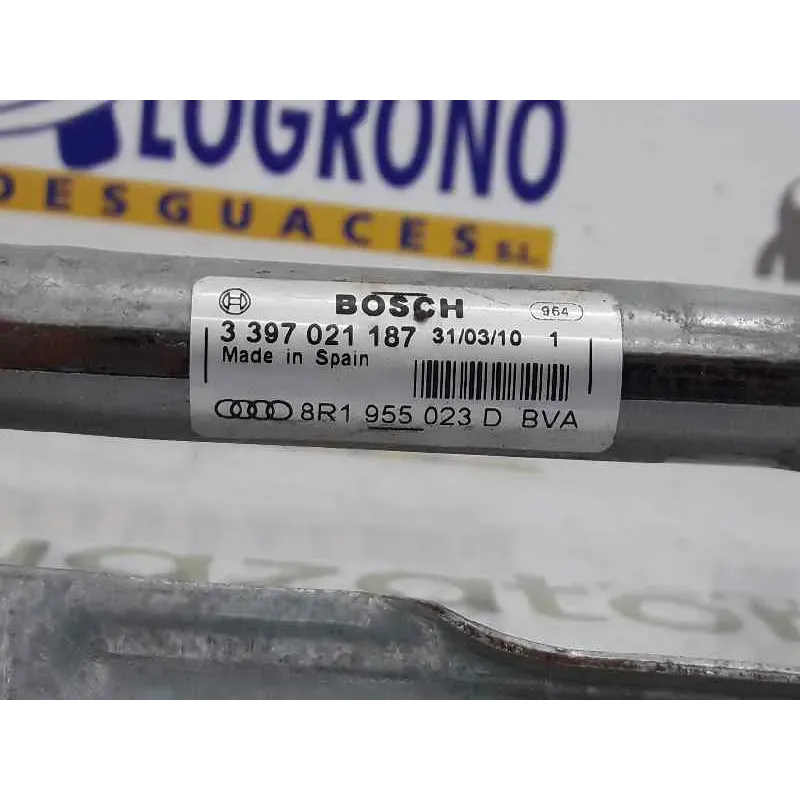 LOGROÑO
DESGUACES S.L.
BOSCH 964
3 397 021 187 31/03/10 1
Made in Spain
8R1 955 023 D BVA